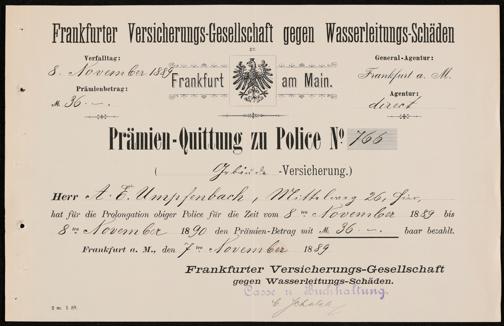 Frankfurter Versicherungs-Gesellschaft gegen Wasserleitungs-Schäden
zu
Frankfurt am Main.
Verfalltag:
8. November 1889
Prämienbetrag:
M. 36.-.
General-Agentur:
Frankfurt a. M.
Agentur:
direct
Prämien-Quittung zu Police No 766
( Gebäude -Versicherung.)
Herr A. E. Umpfenbach, Mittelweg 26, hier,
hat für die Prolongation obiger Police für die Zeit vom 8ten November 1889 bis
8ten November 1890 den Prämien-Betrag mit M. 36 -. baar bezahlt.
Frankfurt a. M., den 7ten November 1889
Frankfurter Versicherungs-Gesellschaft
gegen Wasserleitungs-Schäden.
Casse u. Buchhaltung.